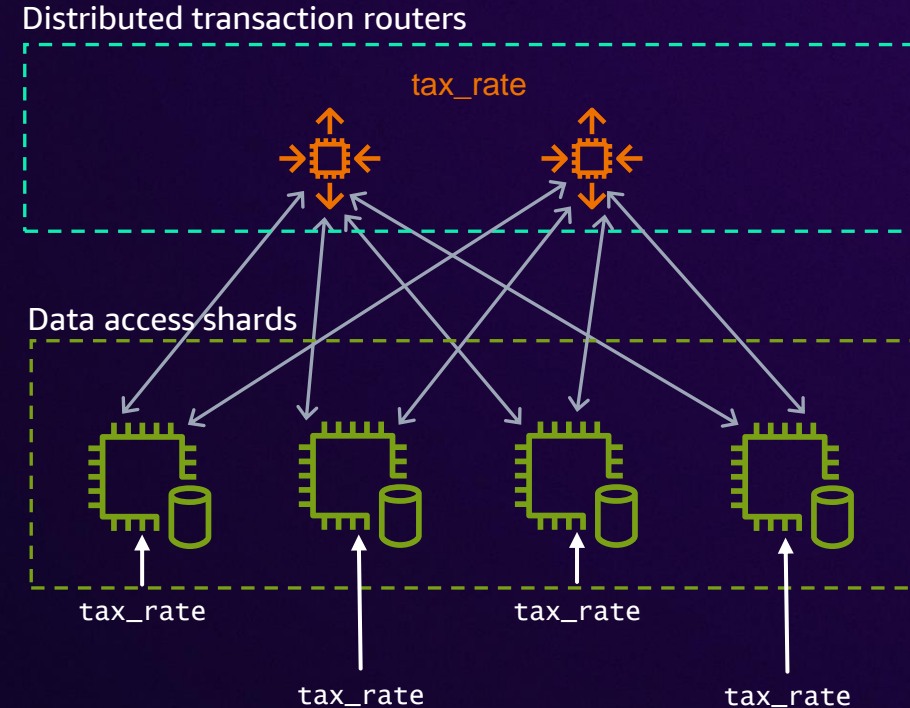 Distributed transaction routers
tax_rate
Data access shards
tax_rate
tax_rate
tax_rate
tax_rate